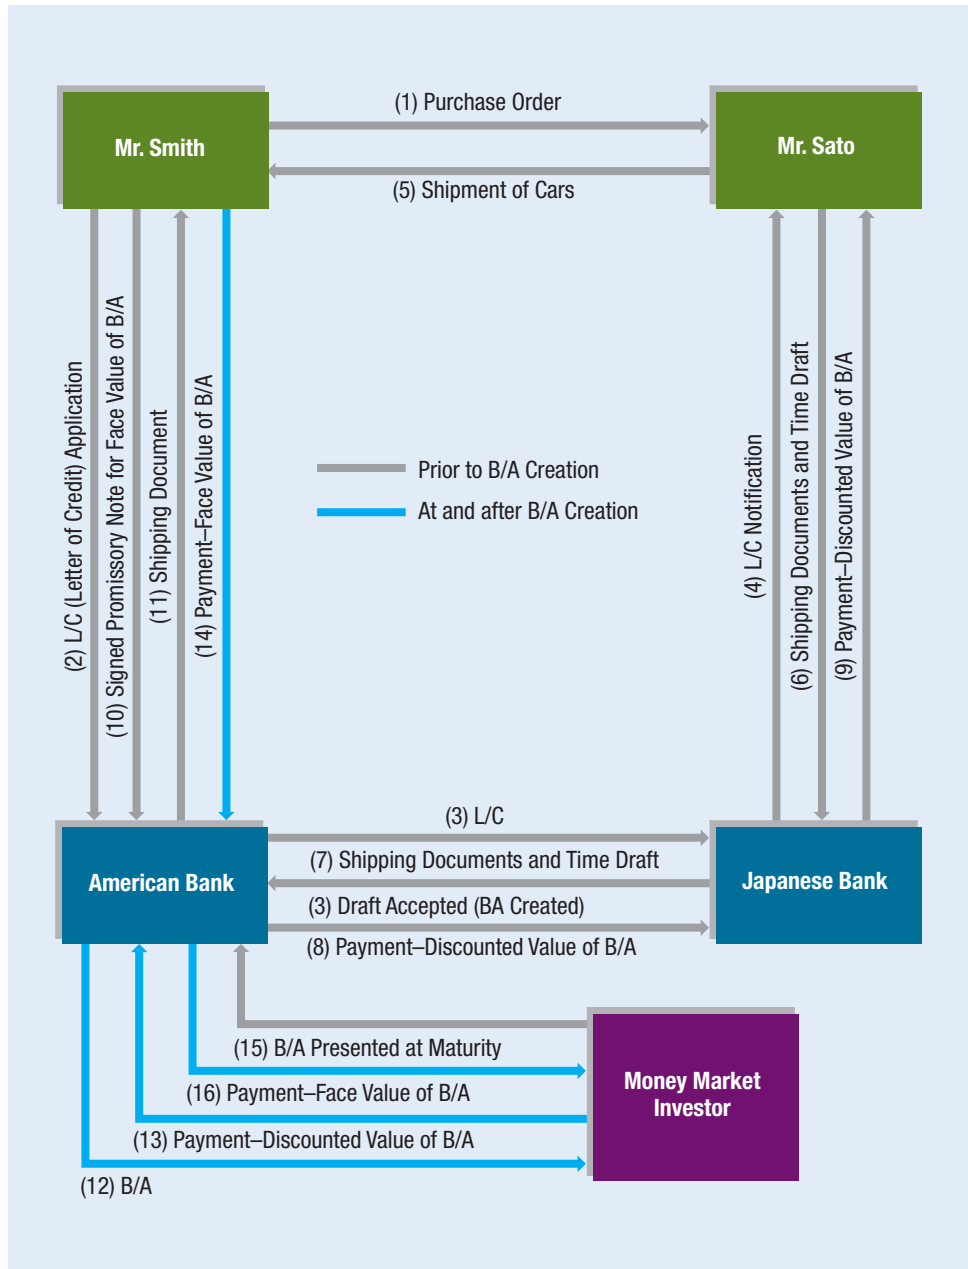 (1) Purchase Order
Mr. Smith
Mr. Sato
(5) Shipment of Cars
(2) L/C (Letter of Credit) Application
(10) Signed Promissory Note for Face Value of B/A
(11) Shipping Document
(14) Payment–Face Value of B/A
Prior to B/A Creation
At and after B/A Creation
(4) L/C Notification
(6) Shipping Documents and Time Draft
(9) Payment–Discounted Value of B/A
(3) L/C
(7) Shipping Documents and Time Draft
American Bank
Japanese Bank
(3) Draft Accepted (BA Created)
(8) Payment–Discounted Value of B/A
(15) B/A Presented at Maturity
(16) Payment–Face Value of B/A
Money Market
Investor
(13) Payment–Discounted Value of B/A
(12) B/A